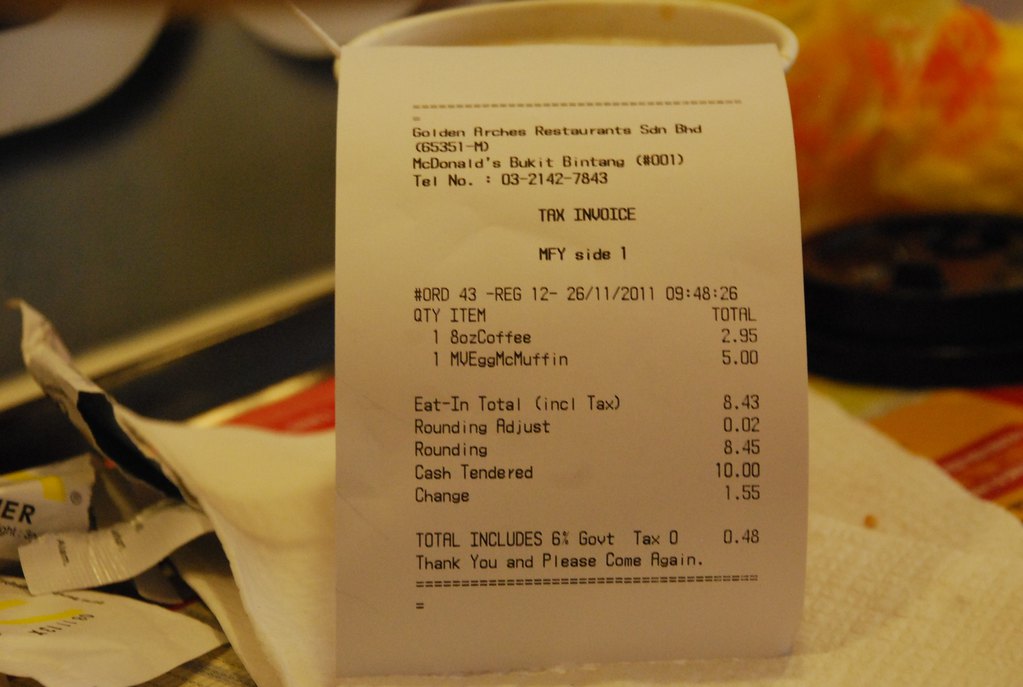 =====================================
=
Golden Arches Restaurants Sdn Bhd
(65351-M)
McDonald's Bukit Bintang (#001)
Tel No. : 03-2142-7843
TAX INVOICE
MFY side 1
#ORD 43 -REG 12- 26/11/2011 09:48:26
QTY ITEM TOTAL
1 8ozCoffee 2.95
1 MVEggMcMuffin 5.00
Eat-In Total (incl Tax) 8.43
Rounding Adjust 0.02
Rounding 8.45
Cash Tendered 10.00
Change 1.55
TOTAL INCLUDES 6% Govt Tax O 0.48
Thank You and Please Come Again.
=====================================
=